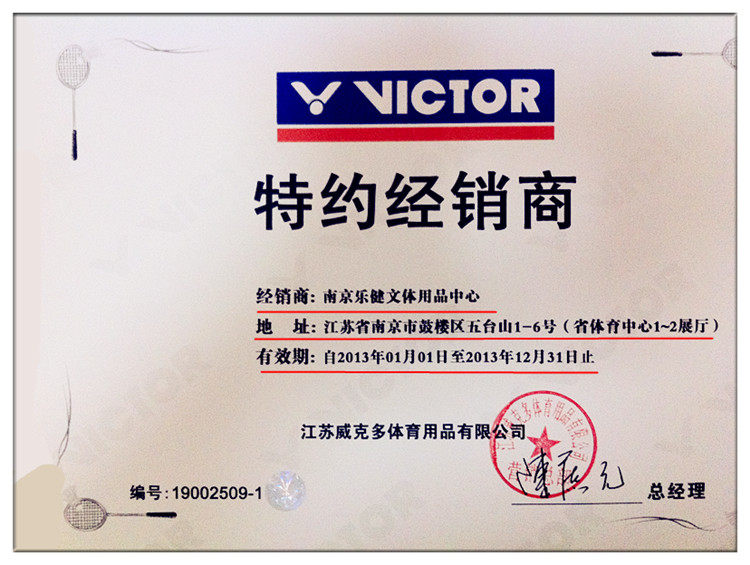 VICTOR
特约经销商
经销商: 南京乐健文体用品中心
地 址: 江苏省南京市鼓楼区五台山1-6号(省体育中心1~2展厅)
有效期: 自2013年01月01日至2013年12月31日止
江苏威克多体育用品有限公司
编号:19002509-1
总经理